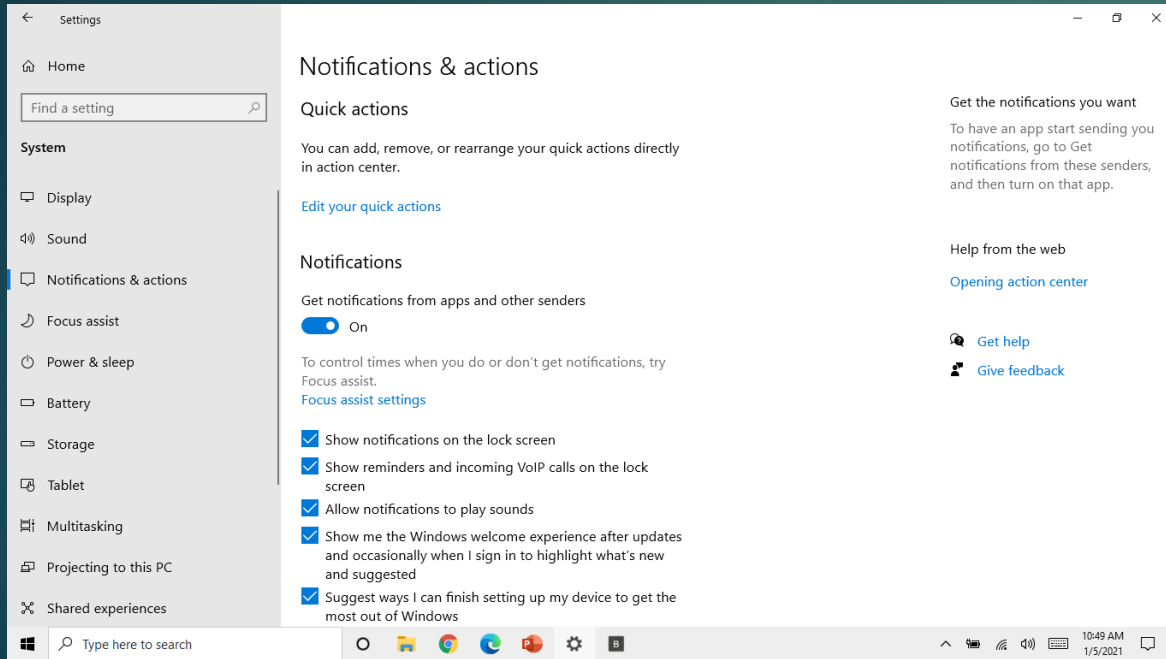 Settings
Home
Find a setting
System
Display
Sound
Notifications & actions
Focus assist
Power & sleep
Battery
Storage
Tablet
Multitasking
Projecting to this PC
Shared experiences
Notifications & actions
Quick actions
You can add, remove, or rearrange your quick actions directly
in action center.
Edit your quick actions
Notifications
Get notifications from apps and other senders
On
To control times when you do or don't get notifications, try
Focus assist.
Focus assist settings
Show notifications on the lock screen
Show reminders and incoming VoIP calls on the lock
screen
Allow notifications to play sounds
Show me the Windows welcome experience after updates
and occasionally when I sign in to highlight what's new
and suggested
Suggest ways I can finish setting up my device to get the
most out of Windows
Get the notifications you want
To have an app start sending you
notifications, go to Get
notifications from these senders,
and then turn on that app.
Help from the web
Opening action center
Get help
Give feedback
Type here to search
P
B
10:49 AM
1/5/2021